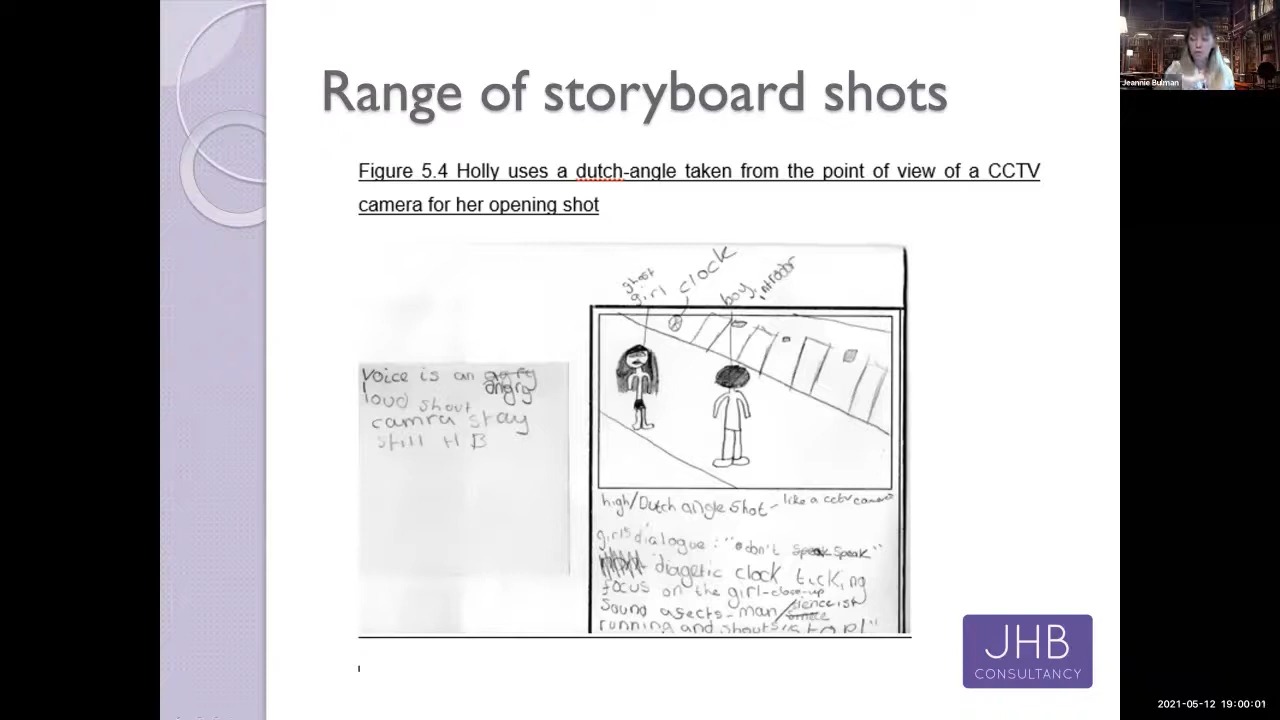 Range of storyboard shots
Jeannie Bulman
Figure 5.4 Holly uses a dutch-angle taken from the point of view of a CCTV
camera for her opening shot
ghost
girl
clock
boy
voice is an
angry
loud shout
camra stay
still HB
high/Dutch angle shot - like a cctv camera
girls dialogue: "don't speak speak"
diagetic clock ticking
focus on the girl - close-up
sound asects - man/
running and shouts
JHB
CONSULTANCY
2021-05-12 19:00:01